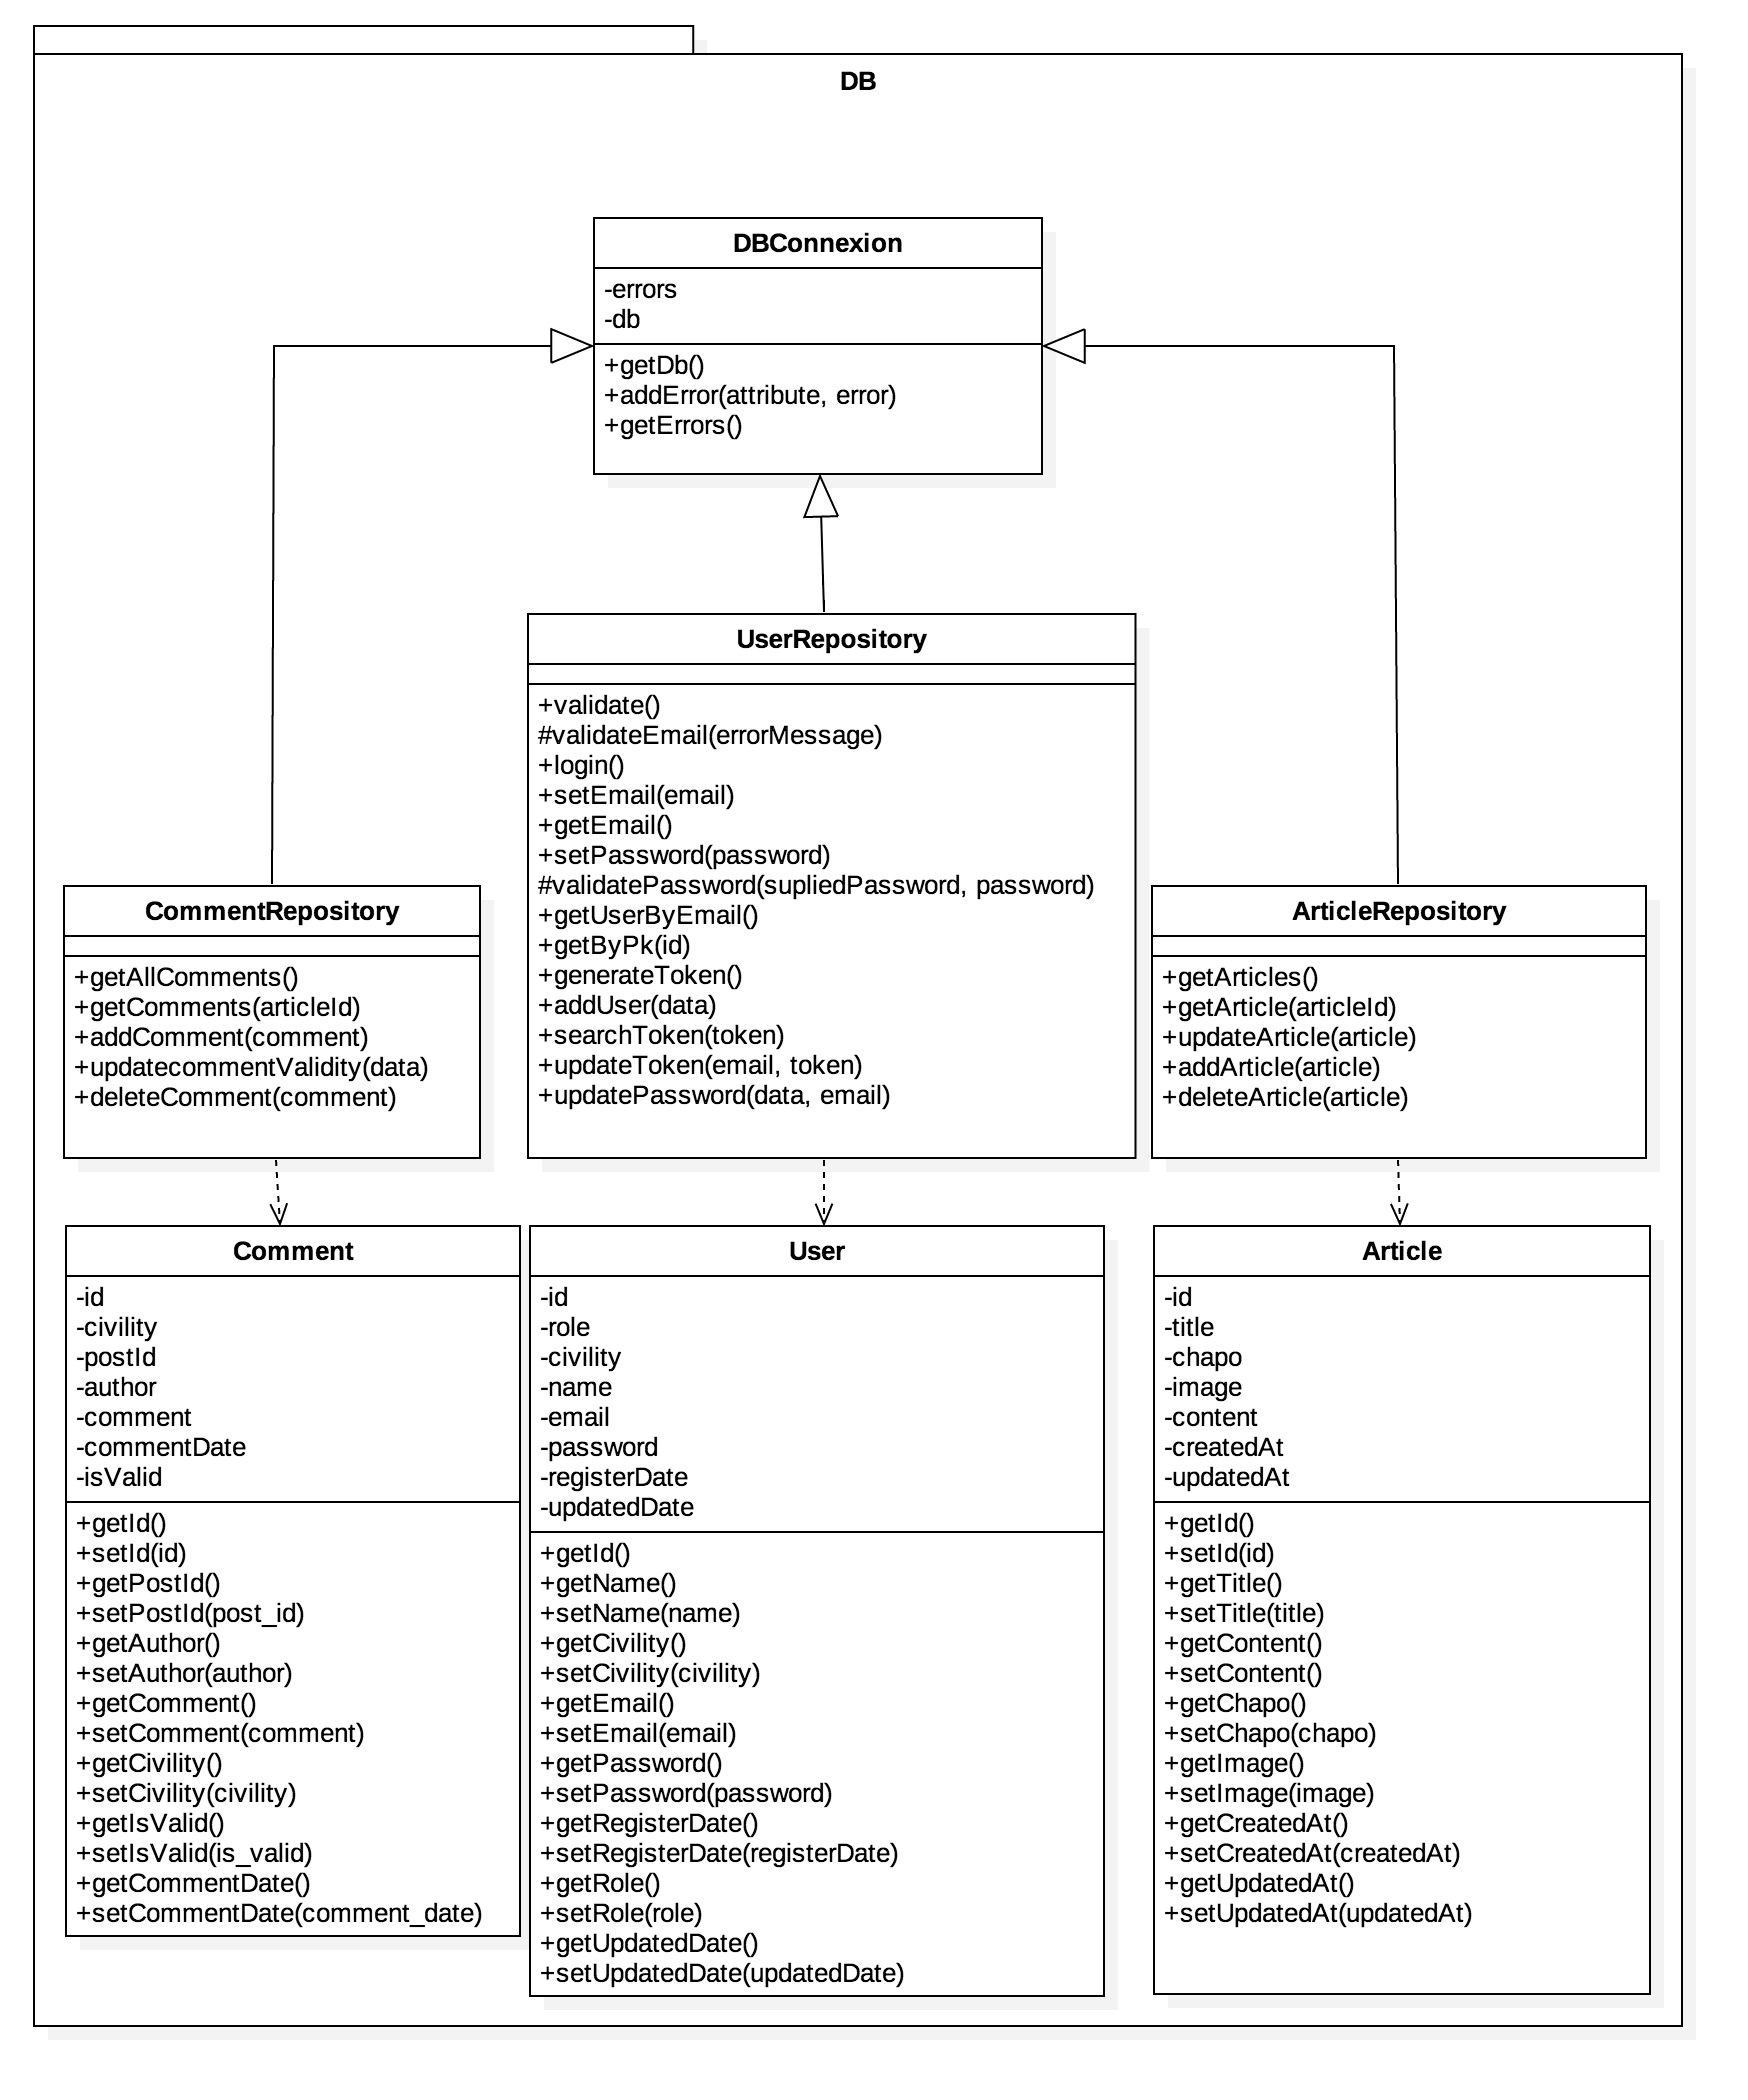 DB
DBConnexion
-errors
-db
+getDb()
+addError(attribute, error)
+getErrors()
UserRepository
+validate()
#validateEmail(errorMessage)
+login()
+setEmail(email)
+getEmail()
+setPassword(password)
#validatePassword(supliedPassword, password)
+getUserByEmail()
+getByPk(id)
+generateToken()
+addUser(data)
+searchToken(token)
+updateToken(email, token)
+updatePassword(data, email)
CommentRepository
+getAllComments()
+getComments(articleId)
+addComment(comment)
+updatecommentValidity(data)
+deleteComment(comment)
ArticleRepository
+getArticles()
+getArticle(articleId)
+updateArticle(article)
+addArticle(article)
+deleteArticle(article)
Comment
-id
-civility
-postId
-author
-comment
-commentDate
-isValid
+getId()
+setId(id)
+getPostId()
+setPostId(post_id)
+getAuthor()
+setAuthor(author)
+getComment()
+setComment(comment)
+getCivility()
+setCivility(civility)
+getIsValid()
+setIsValid(is_valid)
+getCommentDate()
+setCommentDate(comment_date)
User
-id
-role
-civility
-name
-email
-password
-registerDate
-updatedDate
+getId()
+getName()
+setName(name)
+getCivility()
+setCivility(civility)
+getEmail()
+setEmail(email)
+getPassword()
+setPassword(password)
+getRegisterDate()
+setRegisterDate(registerDate)
+getRole()
+setRole(role)
+getUpdatedDate()
+setUpdatedDate(updatedDate)
Article
-id
-title
-chapo
-image
-content
-createdAt
-updatedAt
+getId()
+setId(id)
+getTitle()
+setTitle(title)
+getContent()
+setContent()
+getChapo()
+setChapo(chapo)
+getImage()
+setImage(image)
+getCreatedAt()
+setCreatedAt(createdAt)
+getUpdatedAt()
+setUpdatedAt(updatedAt)